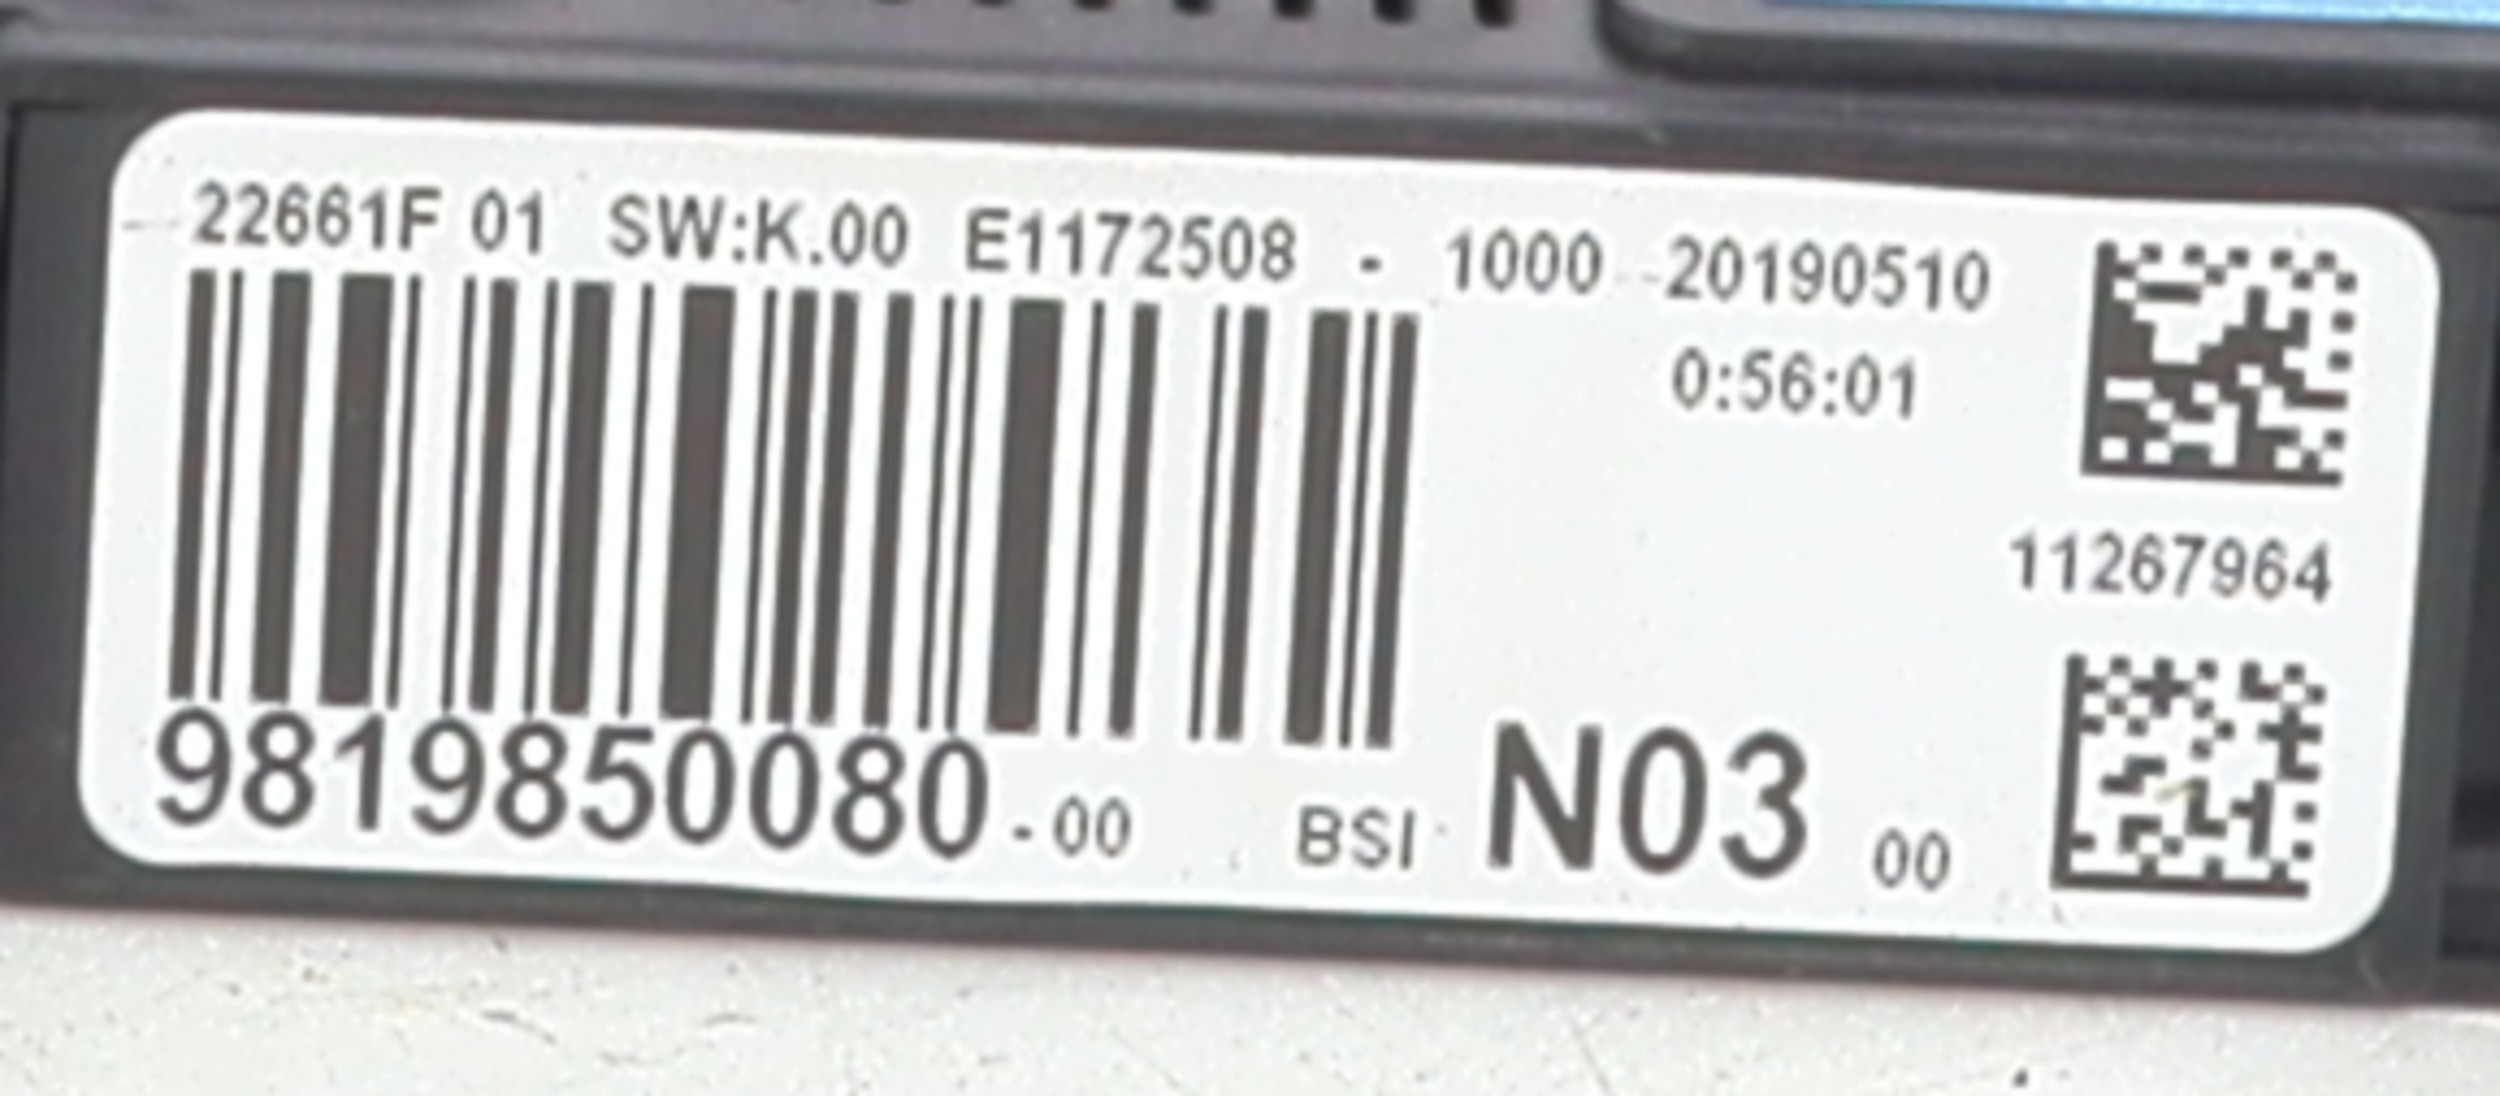 22661F 01 SW:K.00 E1172508 - 1000 20190510
0:56:01
11267964
9819850080 - 00 BSI N03 00